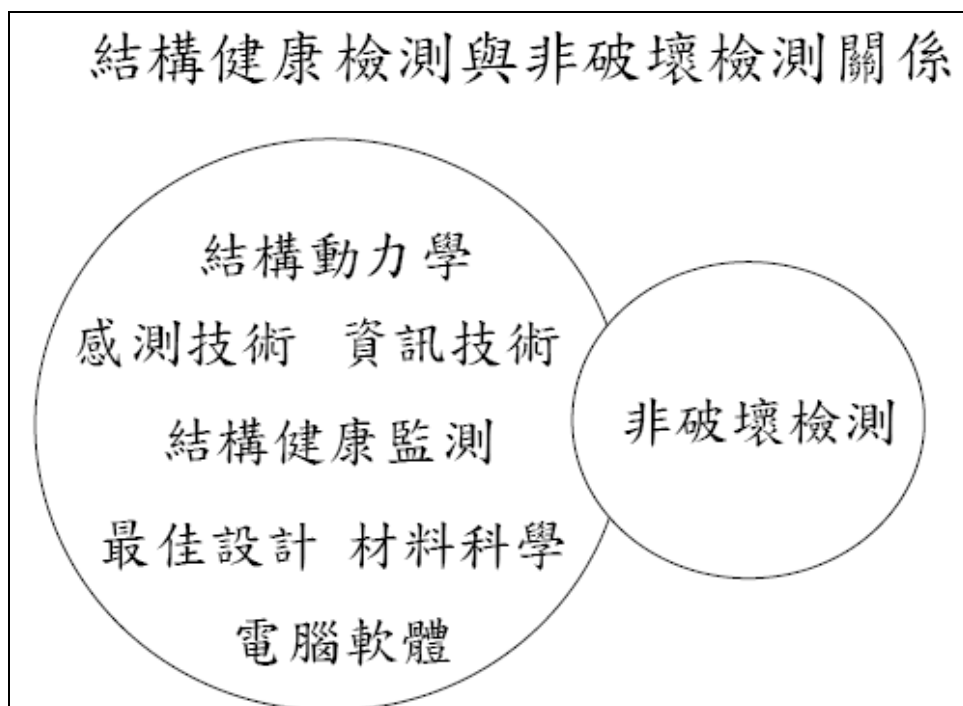 結構健康檢測與非破壞檢測關係
結構動力學
感測技術 資訊技術
結構健康監測
最佳設計 材料科學
電腦軟體
非破壞檢測